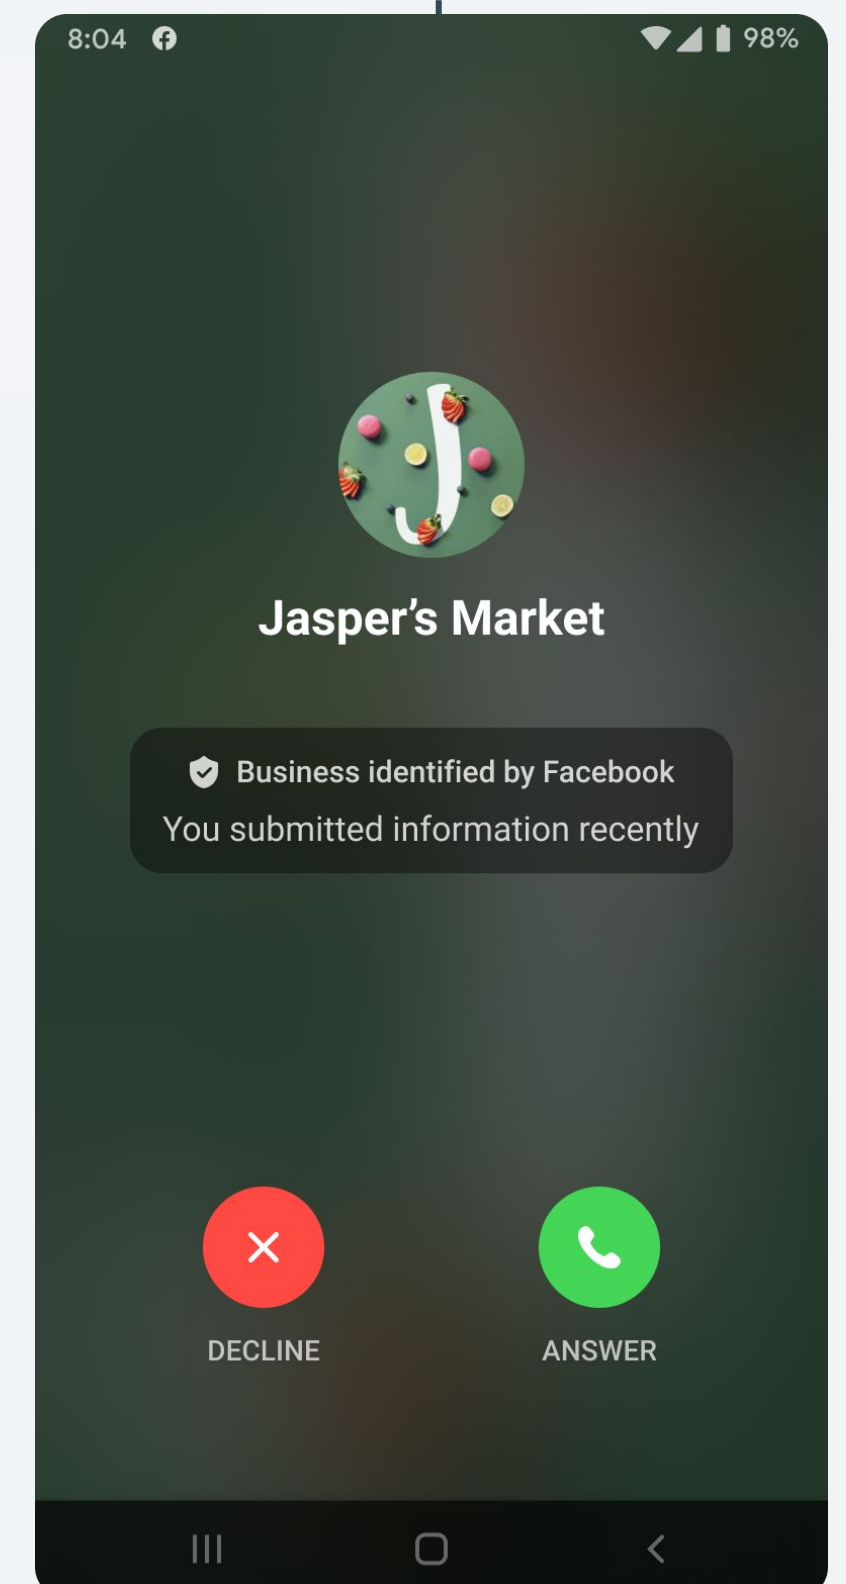 8:04
98%
J
Jasper’s Market
Business identified by Facebook
You submitted information recently
DECLINE
ANSWER